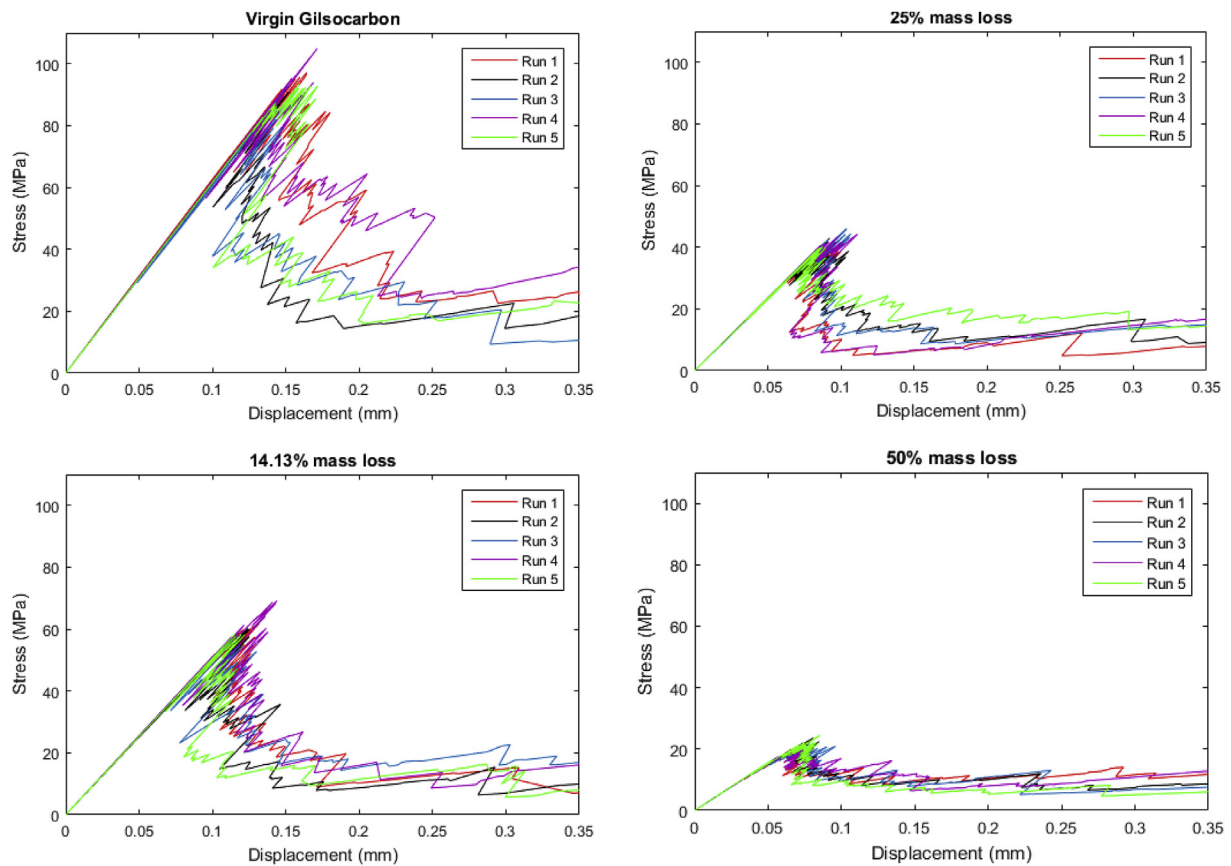 Virgin Gilsocarbon
Stress (MPa)
100
80
60
40
20
0
0 0.05 0.1 0.15 0.2 0.25 0.3 0.35
Displacement (mm)
Run 1
Run 2
Run 3
Run 4
Run 5
25% mass loss
Stress (MPa)
100
80
60
40
20
0
0 0.05 0.1 0.15 0.2 0.25 0.3 0.35
Displacement (mm)
Run 1
Run 2
Run 3
Run 4
Run 5
14.13% mass loss
Stress (MPa)
100
80
60
40
20
0
0 0.05 0.1 0.15 0.2 0.25 0.3 0.35
Displacement (mm)
Run 1
Run 2
Run 3
Run 4
Run 5
50% mass loss
Stress (MPa)
100
80
60
40
20
0
0 0.05 0.1 0.15 0.2 0.25 0.3 0.35
Displacement (mm)
Run 1
Run 2
Run 3
Run 4
Run 5